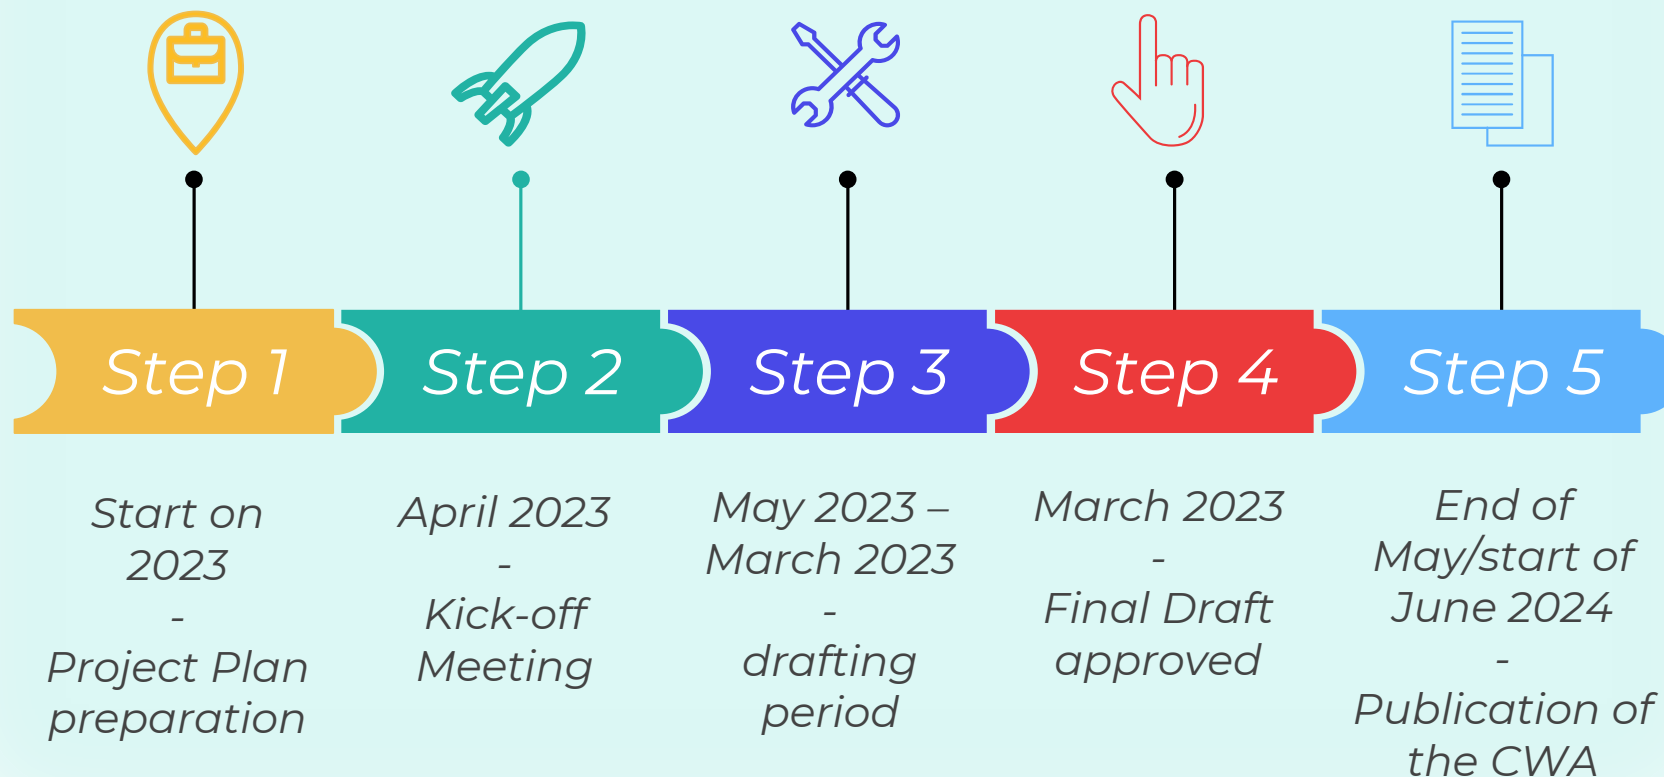 Step 1
Step 2
Step 3
Step 4
Step 5
Start on
2023
-
Project Plan
preparation
April 2023
-
Kick-off
Meeting
May 2023 –
March 2023
-
drafting
period
March 2023
-
Final Draft
approved
End of
May/start of
June 2024
-
Publication of
the CWA